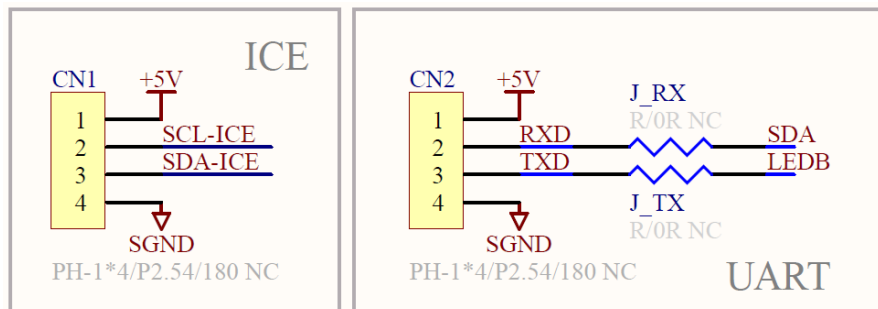 ICE
CN1
+5V
1
2 SCL-ICE
3 SDA-ICE
4
SGND
PH-1*4/P2.54/180 NC
CN2
+5V
J_RX
R/0R NC
1
2 RXD SDA
3 TXD LEDB
4
J_TX
SGND
R/0R NC
PH-1*4/P2.54/180 NC
UART